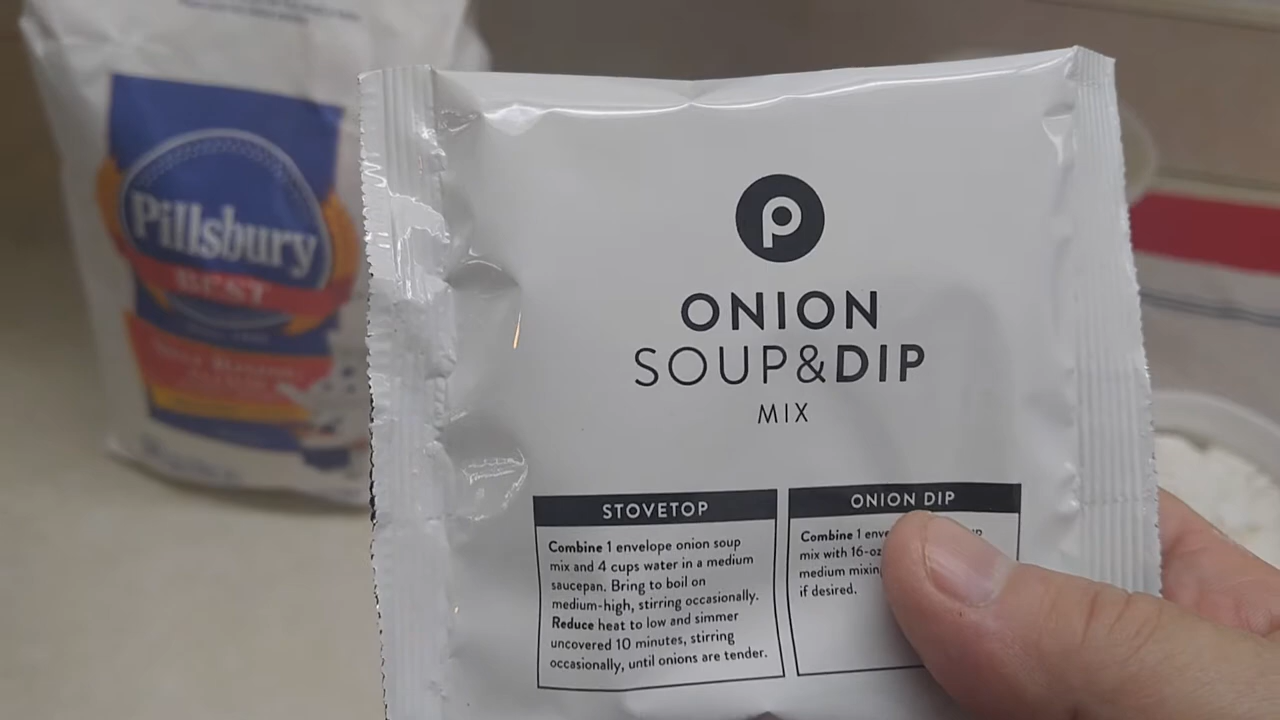 Pillsbury
BEST
P
ONION
SOUP&DIP
MIX
STOVETOP
Combine 1 envelope onion soup
mix and 4 cups water in a medium
saucepan. Bring to boil on
medium-high, stirring occasionally.
Reduce heat to low and simmer
uncovered 10 minutes, stirring
occasionally, until onions are tender.
ONION DIP
Combine 1
mix with 16-oz
medium
if desired.